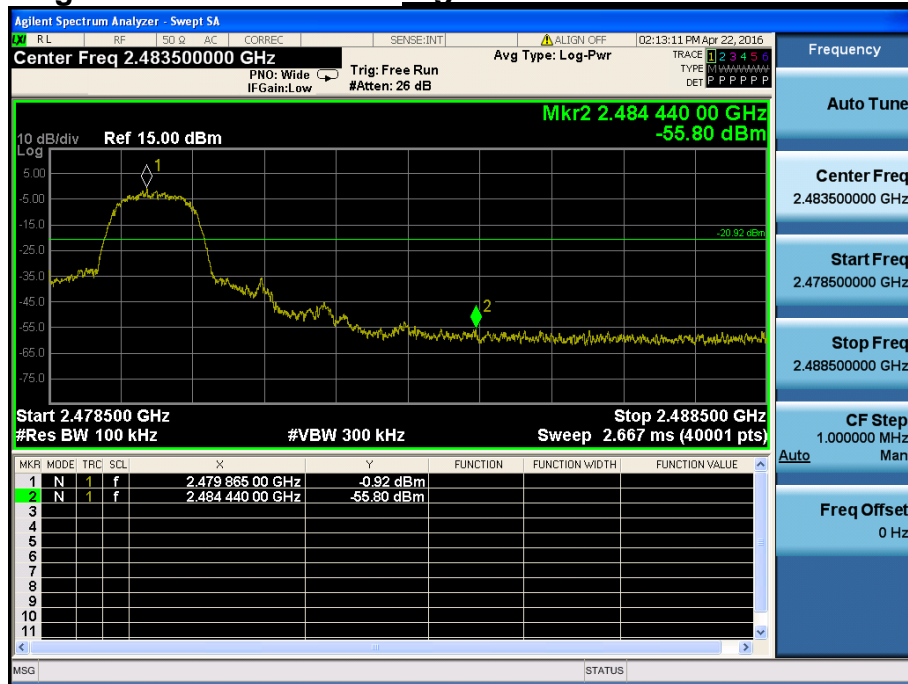 Agilent Spectrum Analyzer - Swept SA
LXI RL RF 50 Ω AC CORREC SENSE:INT ALIGN OFF 02:13:11 PM Apr 22, 2016
Center Freq 2.483500000 GHz
PNO: Wide
IFGain:Low
Trig: Free Run
#Atten: 26 dB
Avg Type: Log-Pwr
TRACE 1 2 3 4 5 6
TYPE M W W W W W
DET P P P P P P
Mkr2 2.484 440 00 GHz
-55.80 dBm
10 dB/div Ref 15.00 dBm
Log
1
5.00
-5.00
-15.0
-20.92 dBm
-25.0
-35.0
-45.0
2
-55.0
-65.0
-75.0
Start 2.478500 GHz Stop 2.488500 GHz
#Res BW 100 kHz #VBW 300 kHz Sweep 2.667 ms (40001 pts)
MKR MODE TRC SCL X Y FUNCTION FUNCTION WIDTH FUNCTION VALUE
1 N 1 f 2.479 865 00 GHz -0.92 dBm
2 N 1 f 2.484 440 00 GHz -55.80 dBm
3
4
5
6
7
8
9
10
11
MSG STATUS
Frequency
Auto Tune
Center Freq
2.483500000 GHz
Start Freq
2.478500000 GHz
Stop Freq
2.488500000 GHz
CF Step
1.000000 MHz
Auto Man
Freq Offset
0 Hz